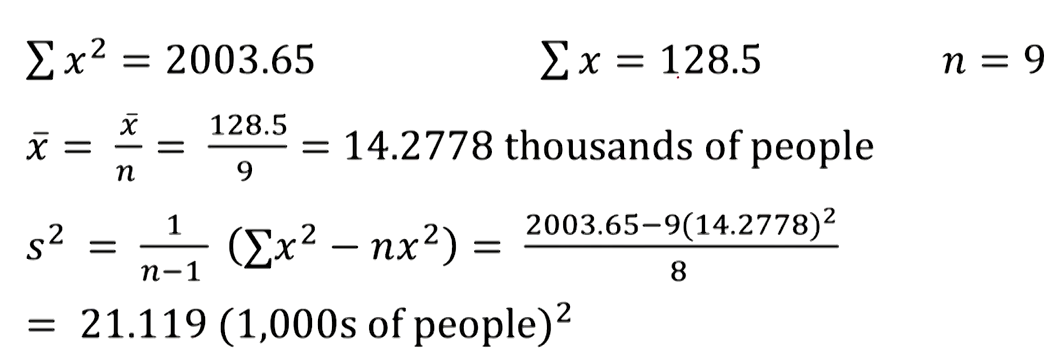 ∑ x² = 2003.65 ∑ x = 128.5 n = 9
x̄ = x̄/n = 128.5/9 = 14.2778 thousands of people
s² = 1/(n−1) (∑x² − nx²) = (2003.65−9(14.2778)²)/8
= 21.119 (1,000s of people)²